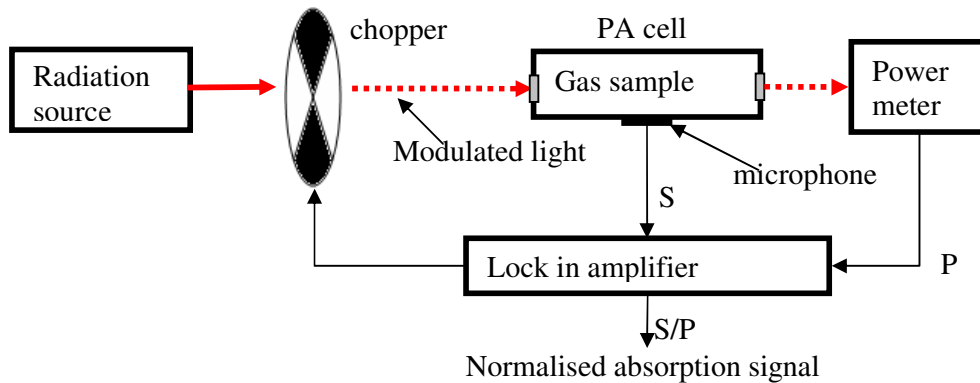 chopper
PA cell
Radiation
source
Gas sample
Power
meter
Modulated light
microphone
S
Lock in amplifier
P
S/P
Normalised absorption signal